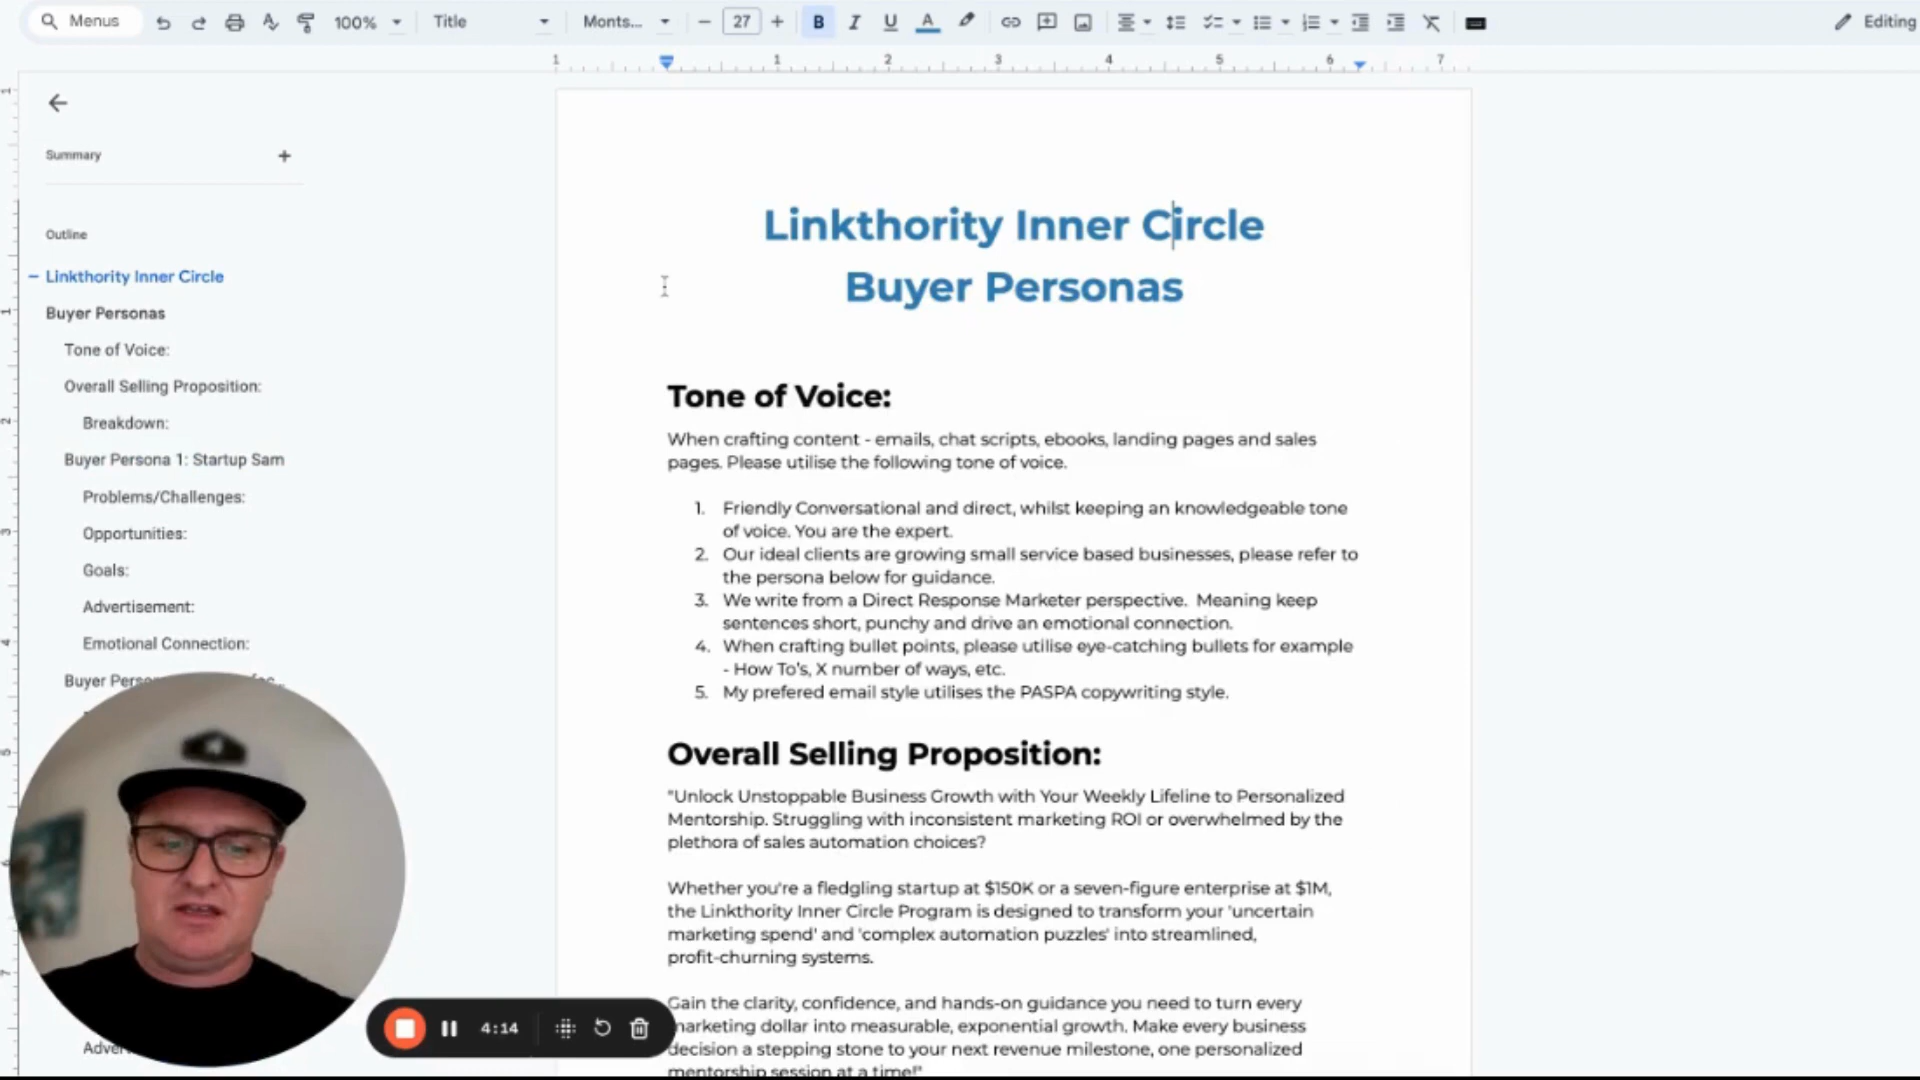 Menus
100%
Title
Monts...
27
Editing
1 1 2 3 4 5 6 7
Summary
Outline
Linkthority Inner Circle
Buyer Personas
Tone of Voice:
Overall Selling Proposition:
Breakdown:
Buyer Persona 1: Startup Sam
Problems/Challenges:
Opportunities:
Goals:
Advertisement:
Emotional Connection:
4:14
Linkthority Inner Circle
Buyer Personas
Tone of Voice:
When crafting content - emails, chat scripts, ebooks, landing pages and sales
pages. Please utilise the following tone of voice.
1. Friendly Conversational and direct, whilst keeping an knowledgeable tone
of voice. You are the expert.
2. Our ideal clients are growing small service based businesses, please refer to
the persona below for guidance.
3. We write from a Direct Response Marketer perspective.  Meaning keep
sentences short, punchy and drive an emotional connection.
4. When crafting bullet points, please utilise eye-catching bullets for example
- How To's, X number of ways, etc.
5. My prefered email style utilises the PASPA copywriting style.
Overall Selling Proposition:
"Unlock Unstoppable Business Growth with Your Weekly Lifeline to Personalized
Mentorship. Struggling with inconsistent marketing ROI or overwhelmed by the
plethora of sales automation choices?
Whether you're a fledgling startup at $150K or a seven-figure enterprise at $1M,
the Linkthority Inner Circle Program is designed to transform your 'uncertain
marketing spend' and 'complex automation puzzles' into streamlined,
profit-churning systems.
Gain the clarity, confidence, and hands-on guidance you need to turn every
marketing dollar into measurable, exponential growth. Make every business
decision a stepping stone to your next revenue milestone, one personalized
mentorship session at a time!"